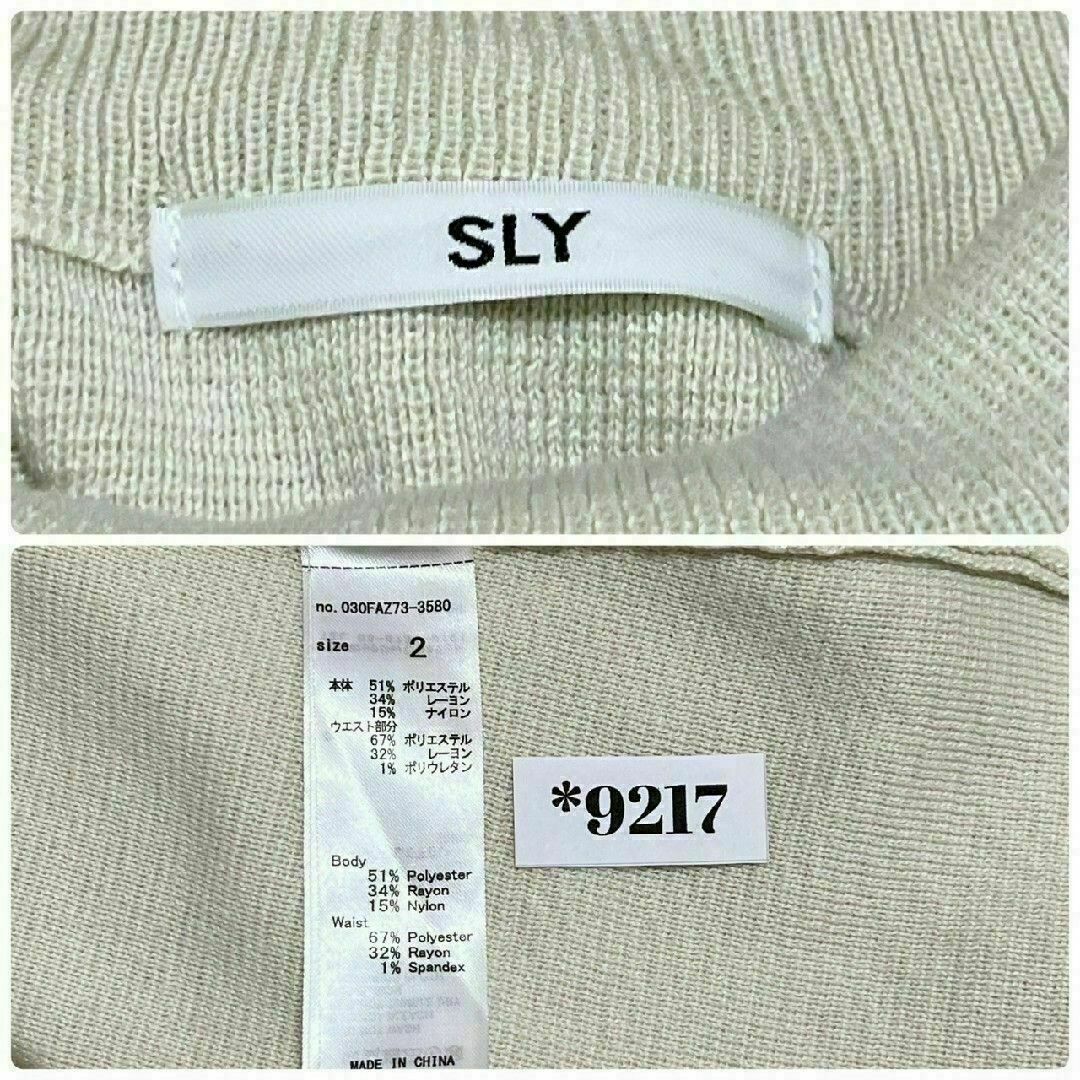 SLY
no. 030FAZ73-3580
size 2
本体 51% ポリエステル
34% レーヨン
15% ナイロン
ウエスト部分
67% ポリエステル
32% レーヨン
1% ポリウレタン
*9217
Body
51% Polyester
34% Rayon
15% Nylon
Waist
67% Polyester
32% Rayon
1% Spandex
MADE IN CHINA